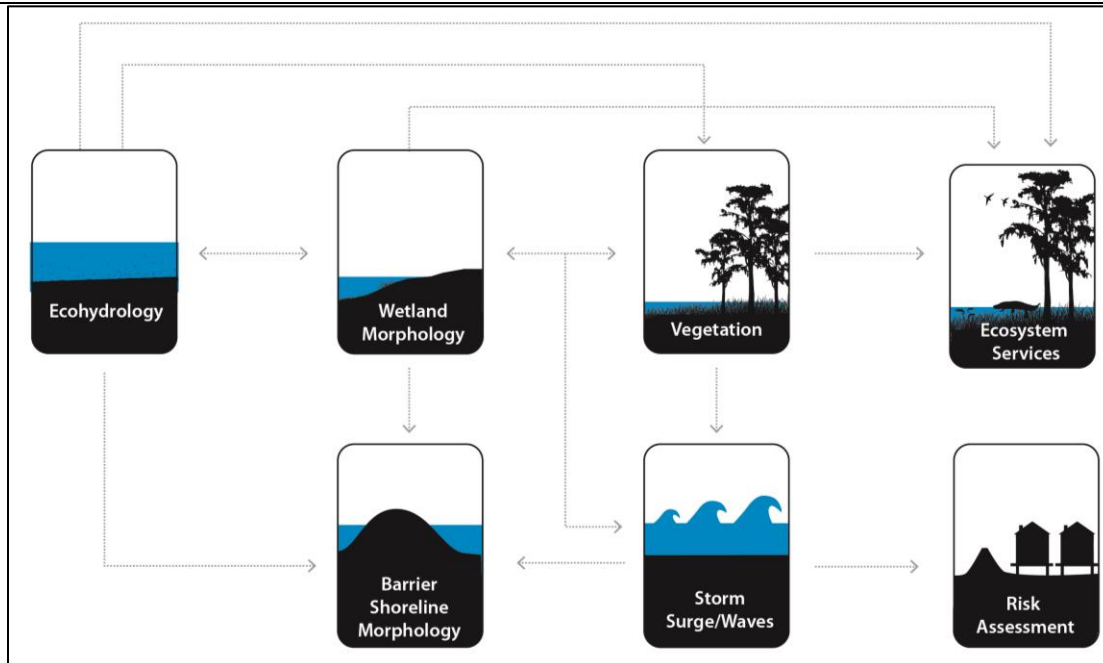 Ecohydrology
Wetland
Morphology
Vegetation
Ecosystem
Services
Barrier
Shoreline
Morphology
Storm
Surge/Waves
Risk
Assessment